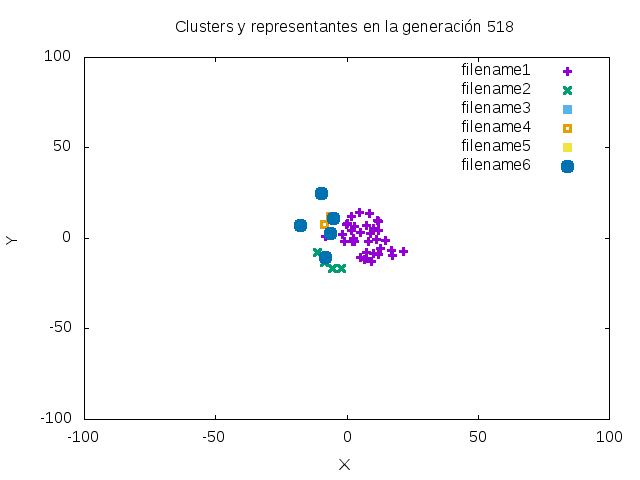 Clusters y representantes en la generación 518
100
50
0
-50
-100
-100
-50
0
50
100
Y
X
filename1
filename2
filename3
filename4
filename5
filename6